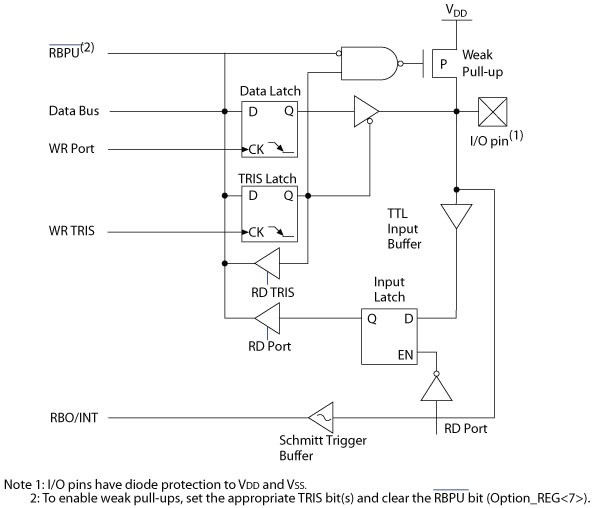 VDD
RBPU(2)
P
Weak
Pull-up
Data Latch
Data Bus
D
Q
I/O pin(1)
WR Port
CK
TRIS Latch
D
Q
TTL
Input
Buffer
WR TRIS
CK
RD TRIS
Input
Latch
Q
D
RD Port
EN
RBO/INT
RD Port
Schmitt Trigger
Buffer
Note 1: I/O pins have diode protection to VDD and VSS.
2: To enable weak pull-ups, set the appropriate TRIS bit(s) and clear the RBPU bit (Option_REG<7>).